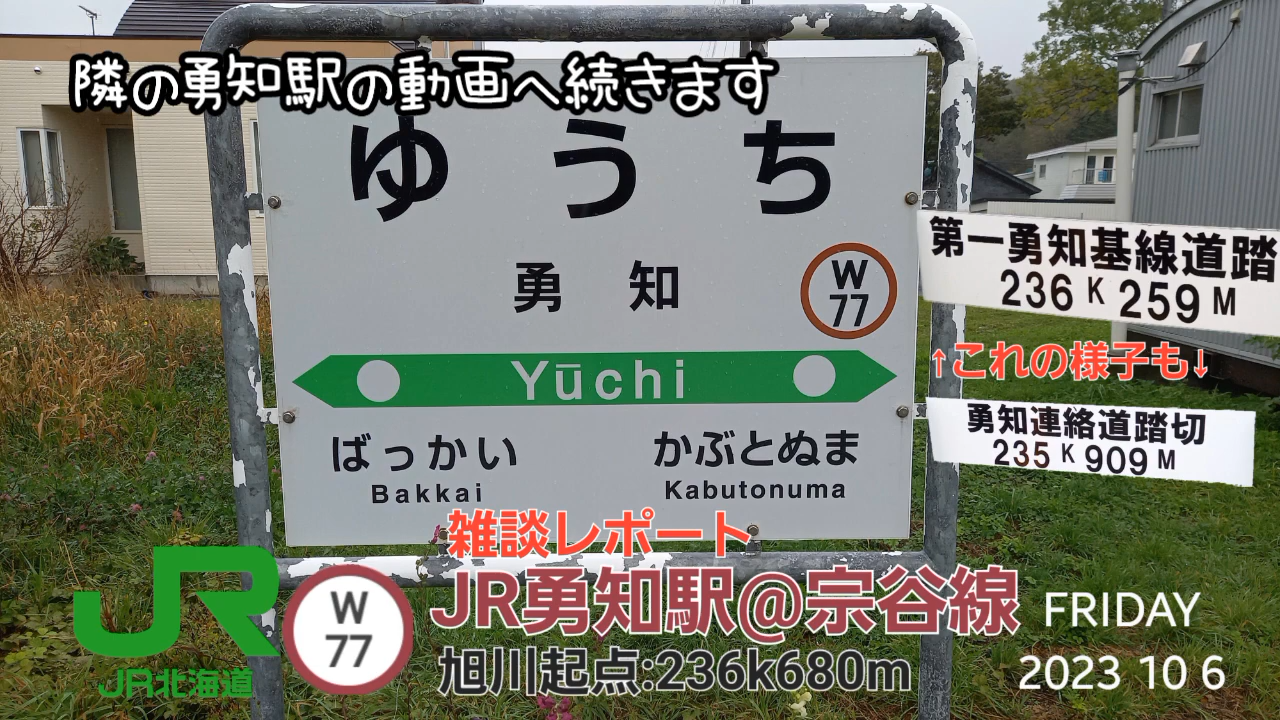 隣の勇知駅の動画へ続きます
ゆうち
勇知
W
77
Yūchi
ばっかい
かぶとぬま
Bakkai
Kabutonuma
第一勇知基線道踏
236K259M
↑これの様子も↓
勇知連絡道踏切
235K909M
雑談レポート
JR
JR北海道
W
77
JR勇知駅@宗谷線
旭川起点:236k680m
FRIDAY
2023 10 6